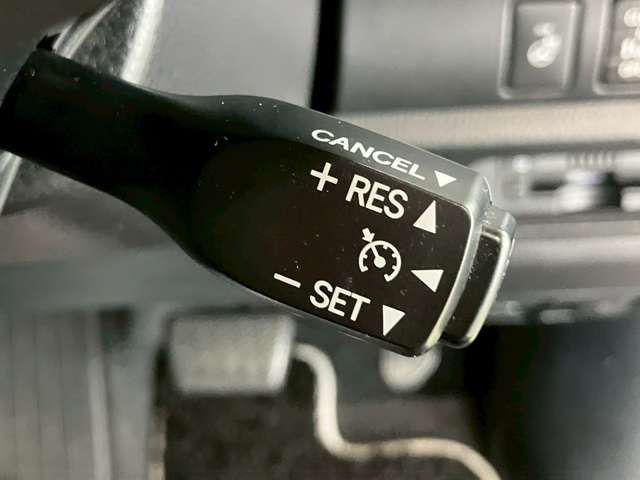 CANCEL ▼
+ RES ▲
− SET ▼